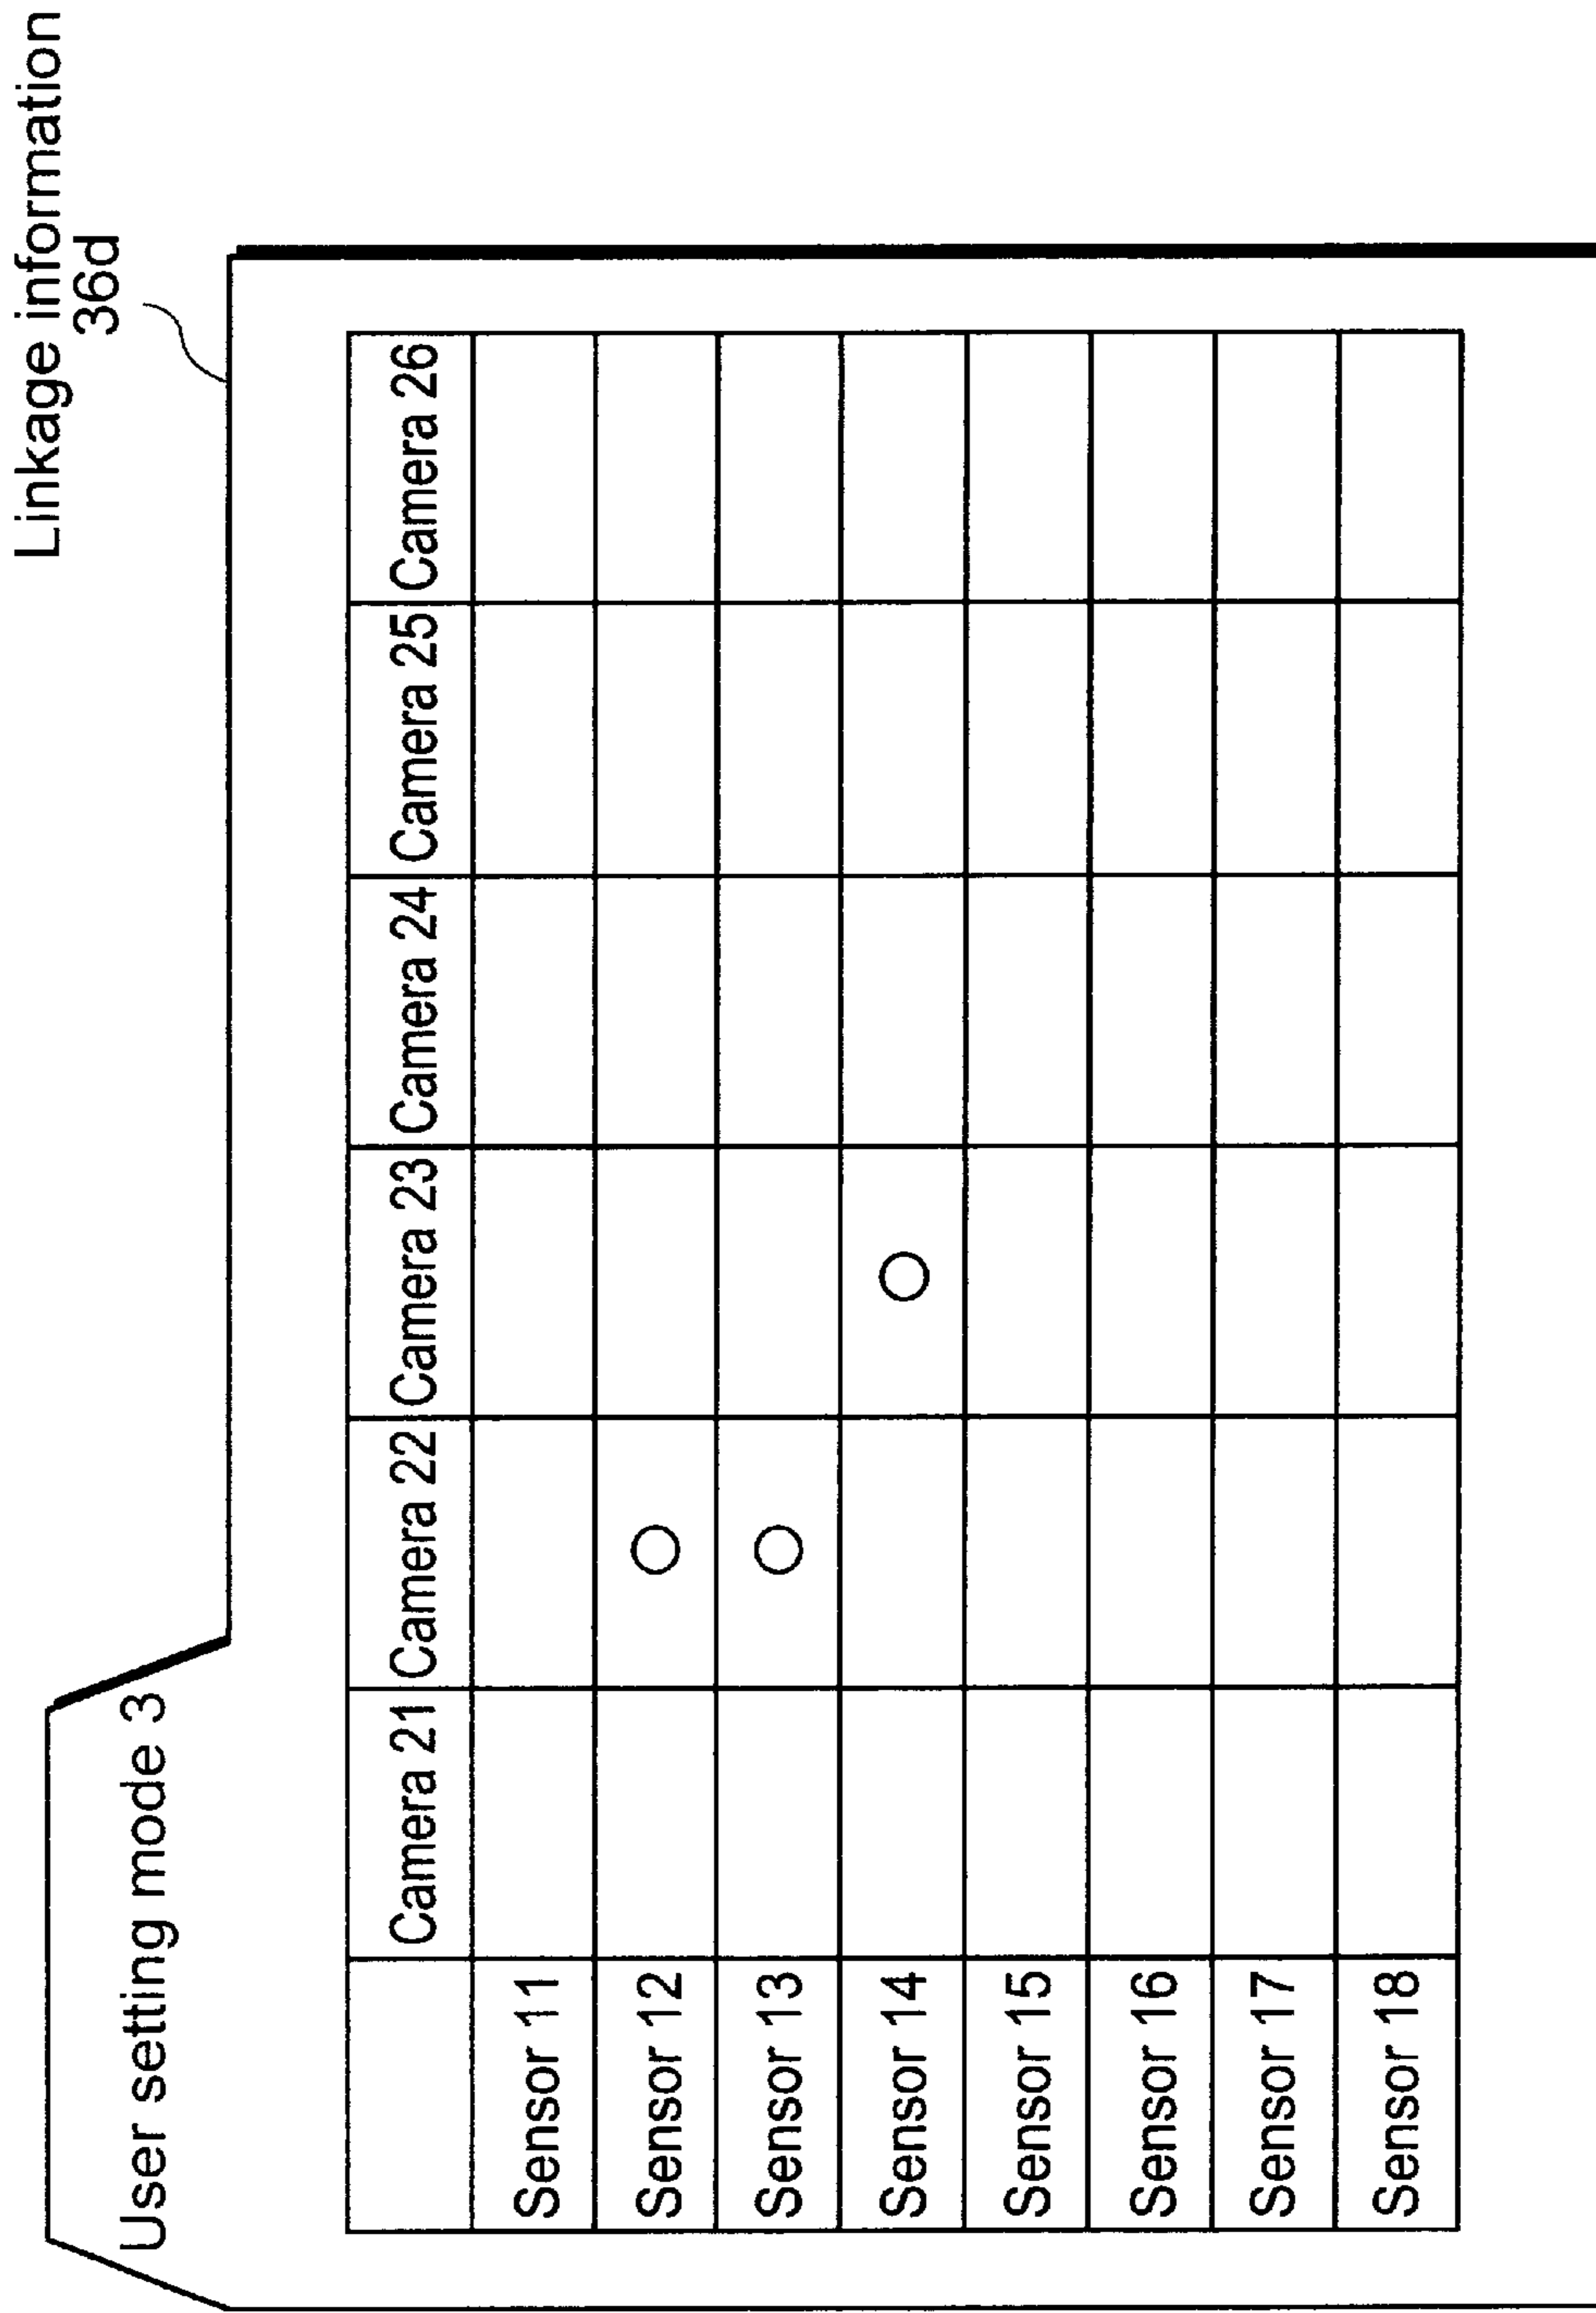 Linkage information
36d
User setting mode 3
Camera 21 Camera 22 Camera 23 Camera 24 Camera 25 Camera 26
Sensor 11
Sensor 12 ○
Sensor 13 ○
Sensor 14 ○
Sensor 15
Sensor 16
Sensor 17
Sensor 18